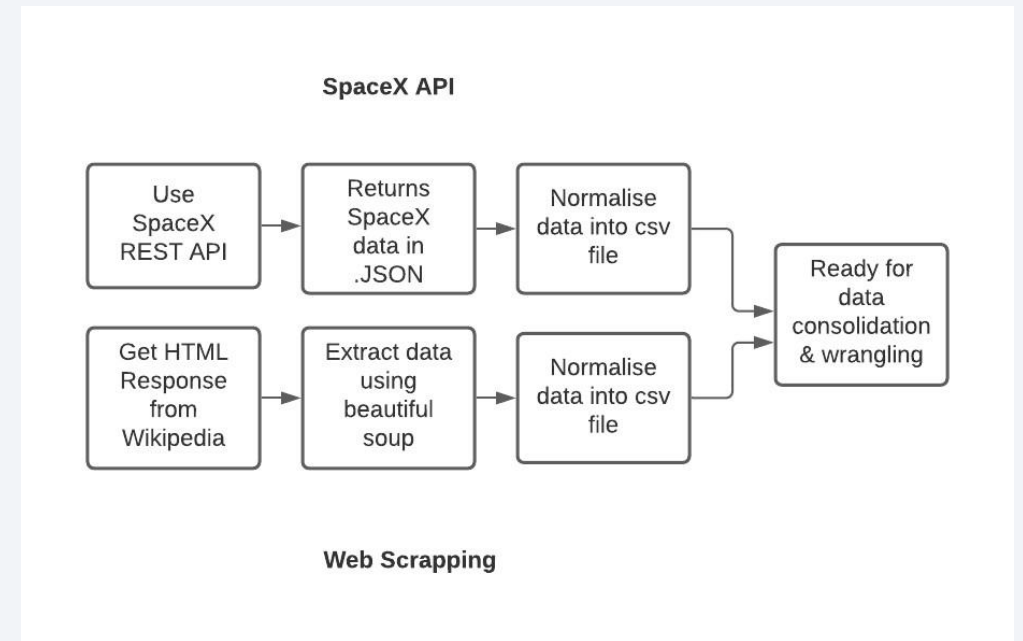 SpaceX API
Use
SpaceX
REST API
Returns
SpaceX
data in
.JSON
Normalise
data into csv
file
Ready for
data
consolidation
& wrangling
Get HTML
Response
from
Wikipedia
Extract data
using
beautiful
soup
Normalise
data into csv
file
Web Scrapping